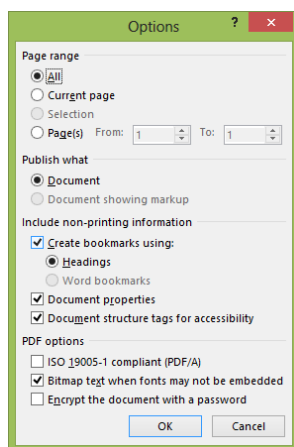 Options ?
Page range
All
Current page
Selection
Page(s) From: 1 To: 1
Publish what
Document
Document showing markup
Include non-printing information
Create bookmarks using:
Headings
Word bookmarks
Document properties
Document structure tags for accessibility
PDF options
ISO 19005-1 compliant (PDF/A)
Bitmap text when fonts may not be embedded
Encrypt the document with a password
OK Cancel